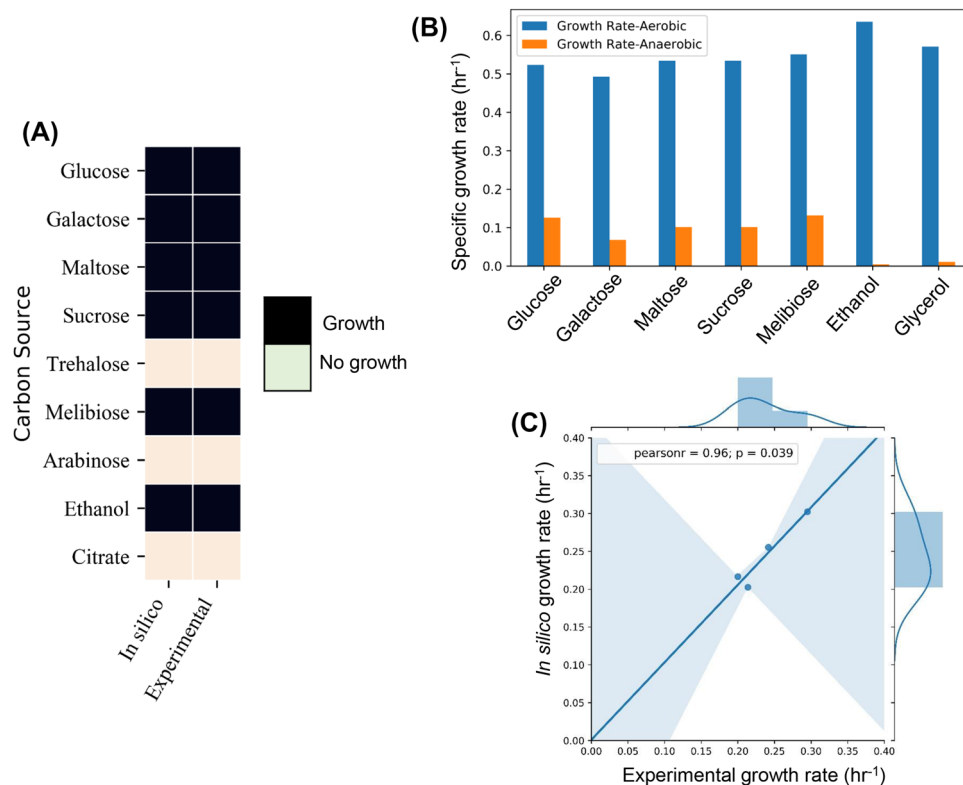 (A)
Carbon Source
Glucose
Galactose
Maltose
Sucrose
Trehalose
Melibiose
Arabinose
Ethanol
Citrate
In silico
Experimental
Growth
No growth
(B)
Growth Rate-Aerobic
Growth Rate-Anaerobic
Specific growth rate (hr⁻¹)
0.6
0.5
0.4
0.3
0.2
0.1
0.0
Glucose
Galactose
Maltose
Sucrose
Melibiose
Ethanol
Glycerol
(C)
pearsonr = 0.96; p = 0.039
In silico growth rate (hr⁻¹)
0.40
0.35
0.30
0.25
0.20
0.15
0.10
0.05
0.00
0.00 0.05 0.10 0.15 0.20 0.25 0.30 0.35 0.40
Experimental growth rate (hr⁻¹)